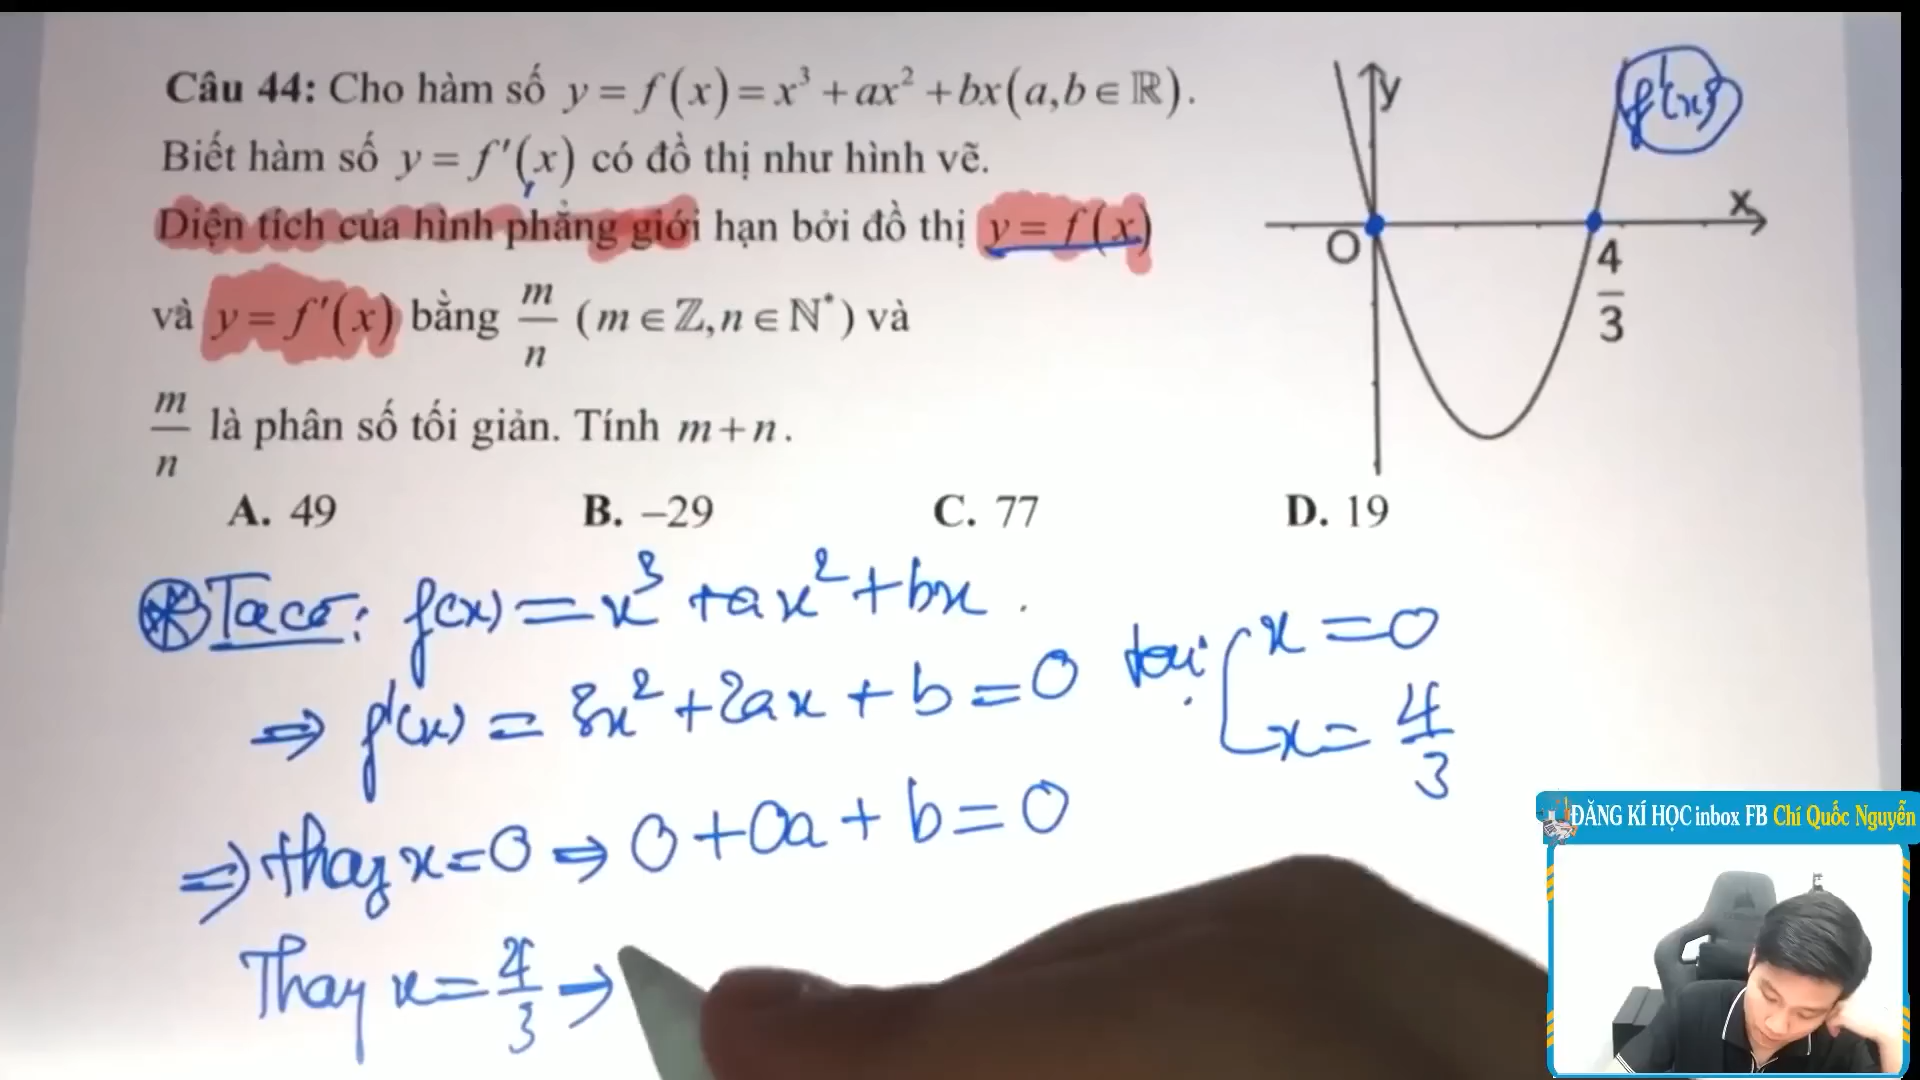 Câu 44: Cho hàm số y = f(x) = x³ + ax² + bx (a, b ∈ ℝ).
Biết hàm số y = f'(x) có đồ thị như hình vẽ.
Diện tích của hình phẳng giới hạn bởi đồ thị y = f(x)
và y = f'(x) bằng m/n (m ∈ ℤ, n ∈ ℕ*) và
m/n là phân số tối giản. Tính m + n.
A. 49 B. –29 C. 77 D. 19
y
f'(x)
x
O
4/3
Ta có: f(x) = x³ + ax² + bx.
⇒ f'(x) = 3x² + 2ax + b = 0 tại: [x = 0
x = 4/3
⇒ thay x = 0 ⇒ 0 + 0a + b = 0
Thay x = 4/3 →
ĐĂNG KÍ HỌC inbox FB Chí Quốc Nguyễn